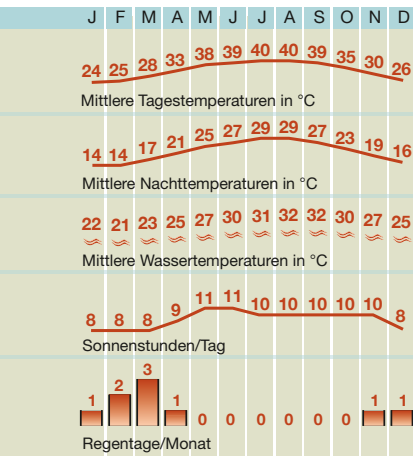 J F M A M J J A S O N D
24 25 28 33 38 39 40 40 39 35 30 26
Mittlere Tagestemperaturen in °C
14 14 17 21 25 27 29 29 27 23 19 16
Mittlere Nachttemperaturen in °C
22 21 23 25 27 30 31 32 32 30 27 25
Mittlere Wassertemperaturen in °C
8 8 8 9 11 11 10 10 10 10 10 8
Sonnenstunden/Tag
1 2 3 1 0 0 0 0 0 0 1 1
Regentage/Monat